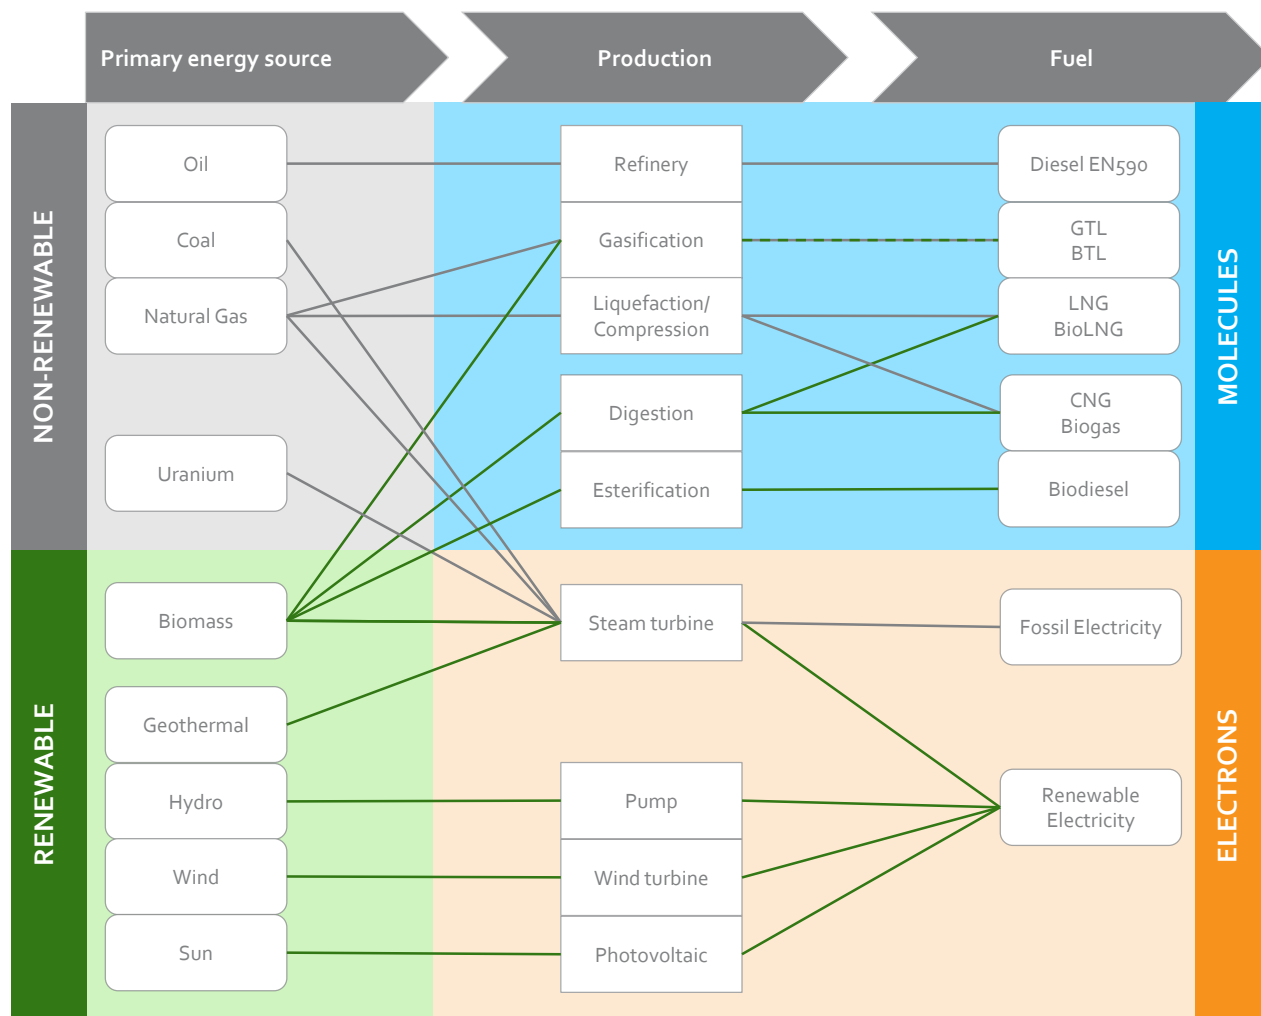 Primary energy source
Production
Fuel
NON-RENEWABLE
Oil
Refinery
Diesel EN590
MOLECULES
Coal
Gasification
GTL
BTL
Natural Gas
Liquefaction/
Compression
LNG
BioLNG
Digestion
CNG
Biogas
Uranium
Esterification
Biodiesel
RENEWABLE
Biomass
Steam turbine
Fossil Electricity
ELECTRONS
Geothermal
Hydro
Pump
Renewable
Electricity
Wind
Wind turbine
Sun
Photovoltaic